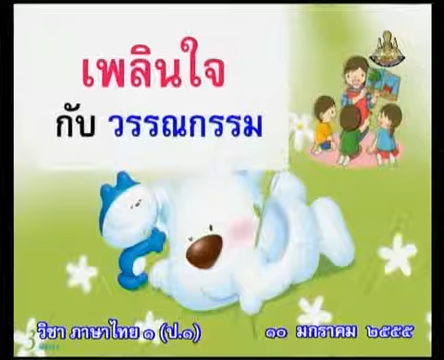 เพลินใจ
กับ วรรณกรรม
วิชา ภาษาไทย ๑ (ป.๑)
๑๐ มกราคม ๒๕๕๕